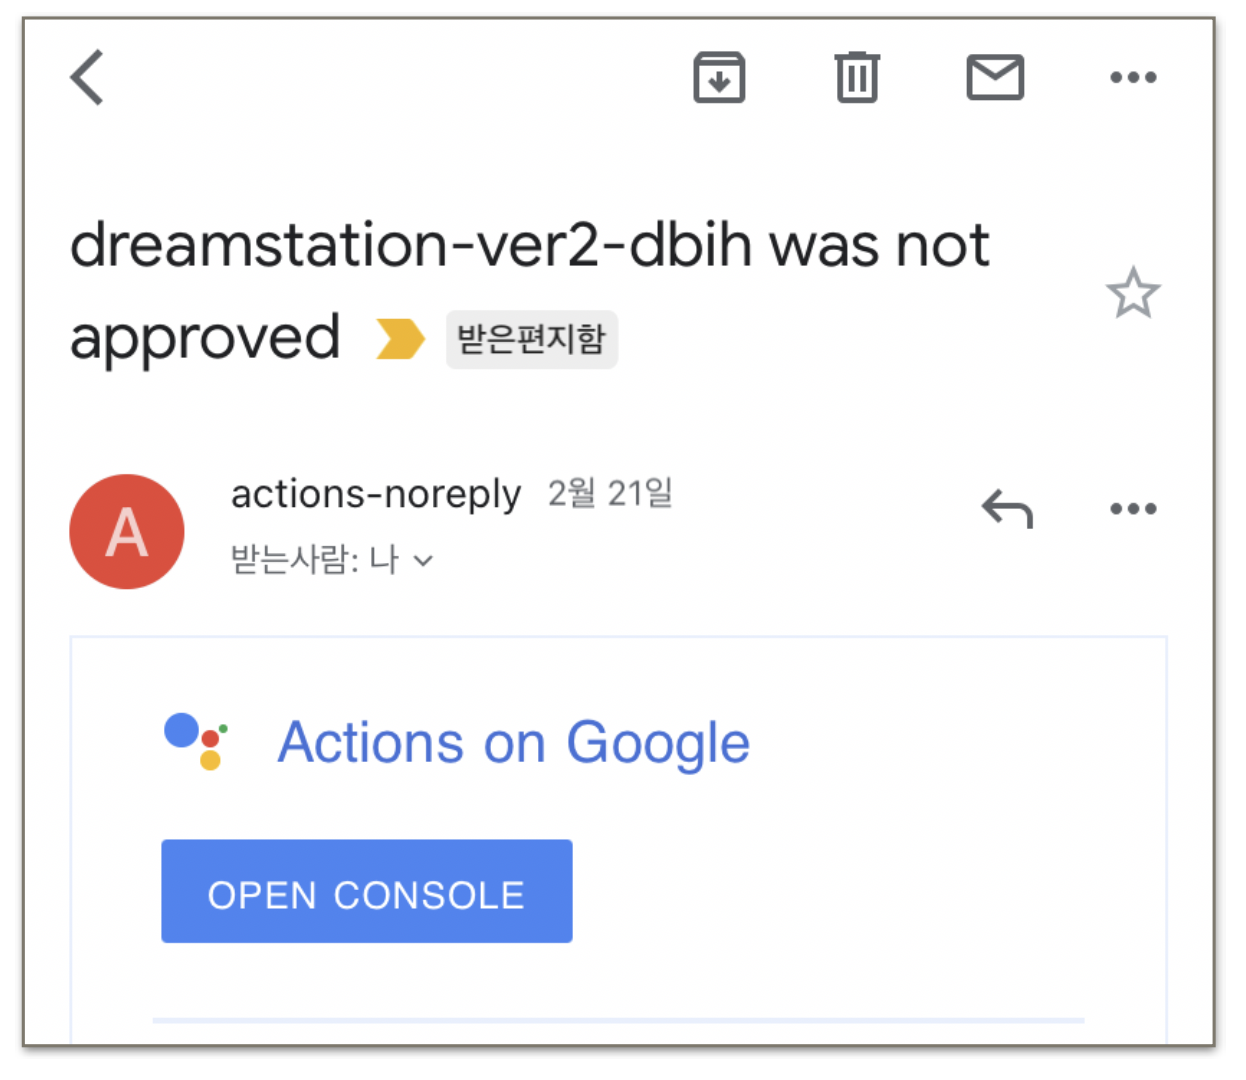 dreamstation-ver2-dbih was not
approved 받은편지함
actions-noreply 2월 21일
받는사람: 나
A
Actions on Google
OPEN CONSOLE